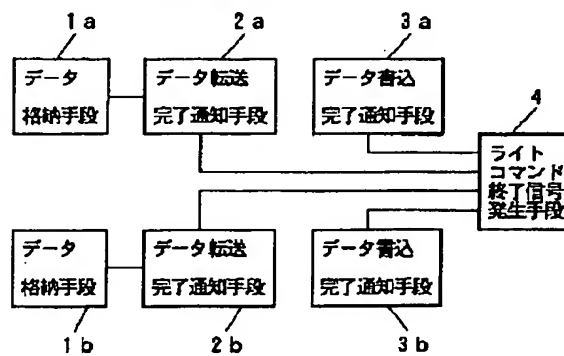 1a
2a
3a
データ
格納手段
データ転送
完了通知手段
データ書込
完了通知手段
4
ライト
コマンド
終了信号
発生手段
データ
格納手段
データ転送
完了通知手段
データ書込
完了通知手段
1b
2b
3b